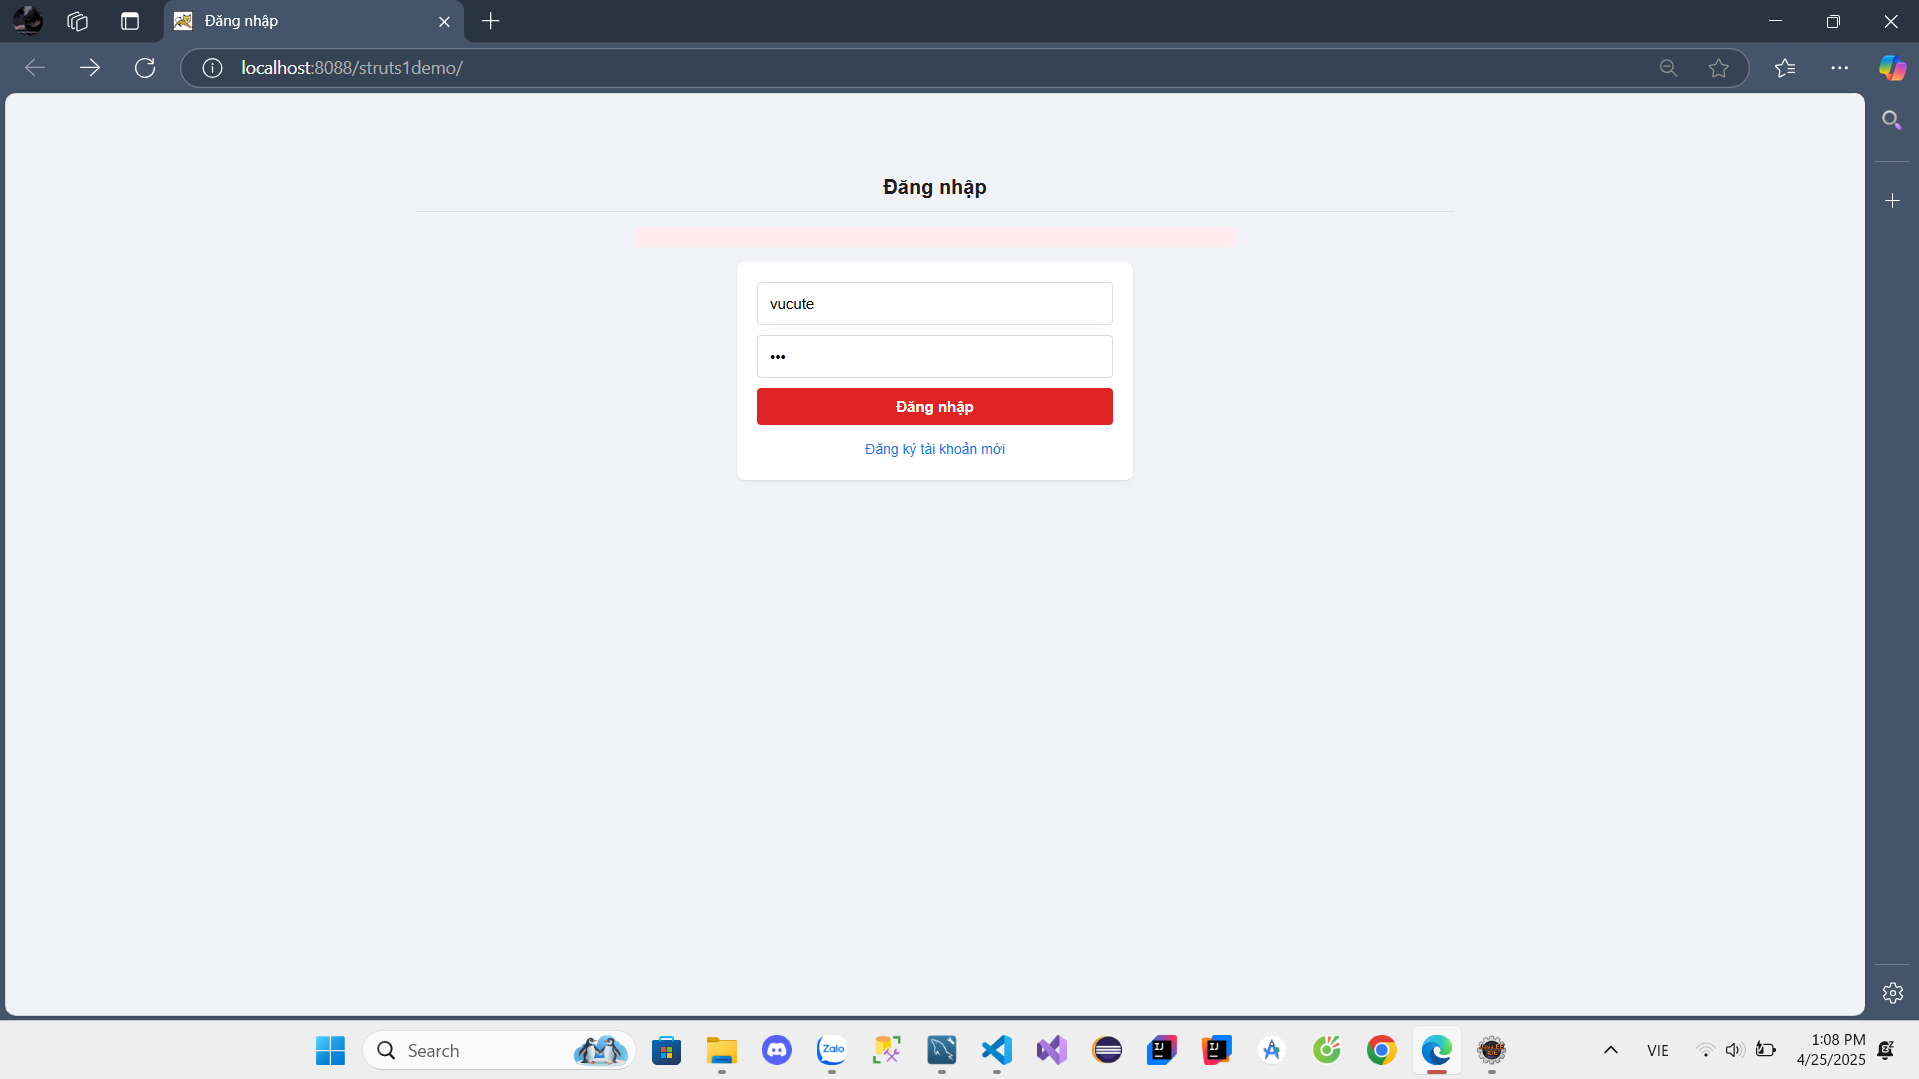 Đăng nhập
localhost:8088/struts1demo/
Đăng nhập
vucute
•••
Đăng nhập
Đăng ký tài khoản mới
Search
Zalo
VIE
1:08 PM
4/25/2025